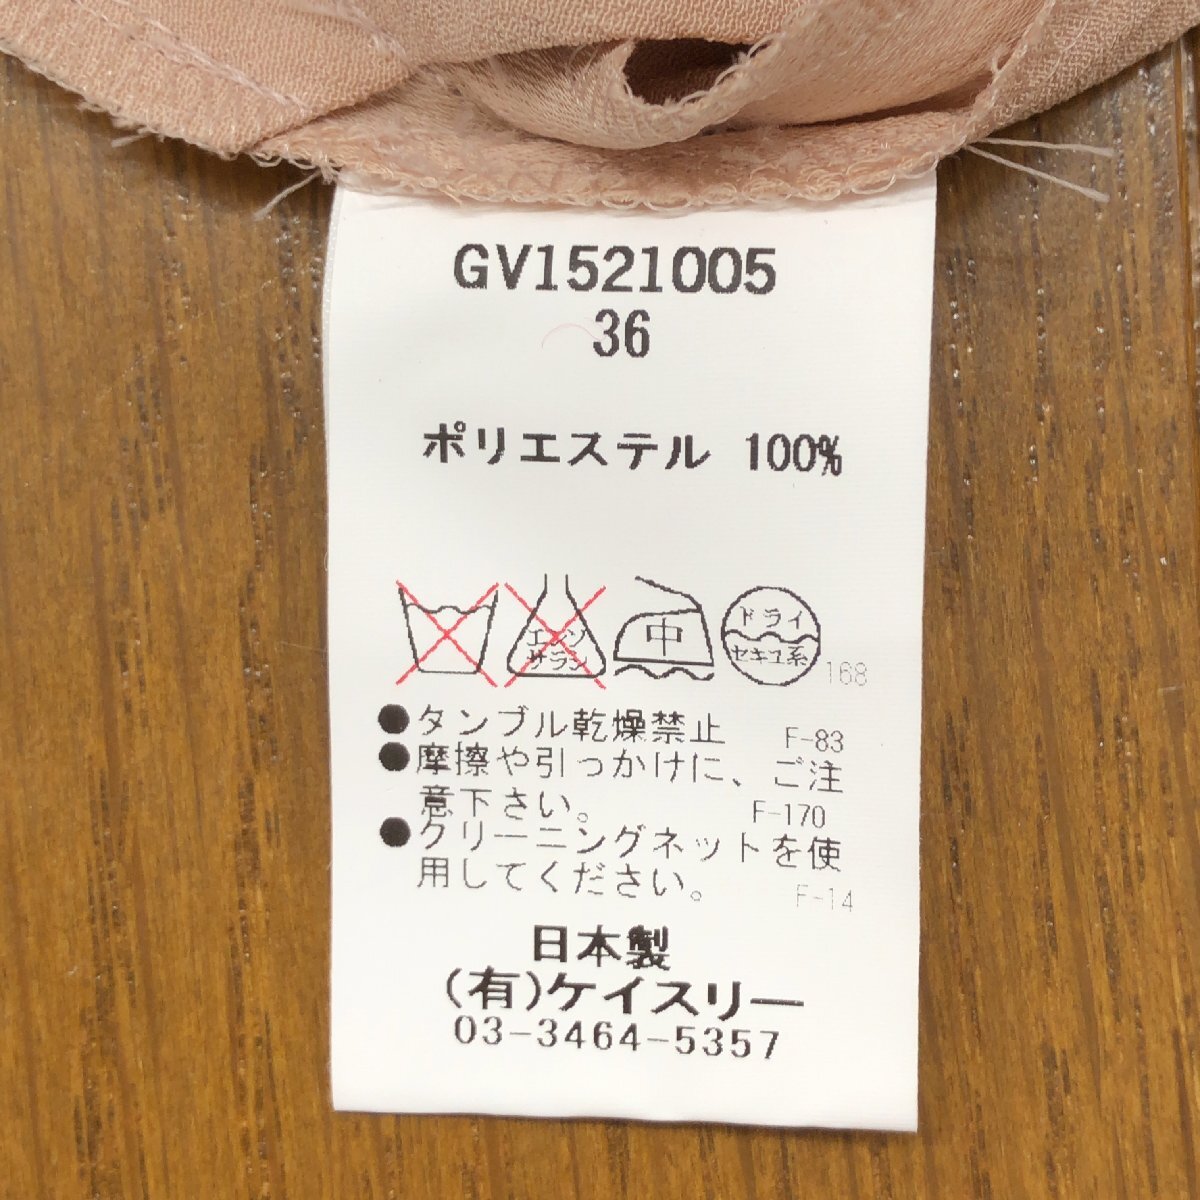 GV1521005
36
ポリエステル 100%
エンソ
サラシ
中
ドライ
セキユ系
168
●タンブル乾燥禁止 F-83
●摩擦や引っかけに、ご注
意下さい。 F-170
●クリーニングネットを使
用してください。 F-14
日本製
(有)ケイスリー
03-3464-5357